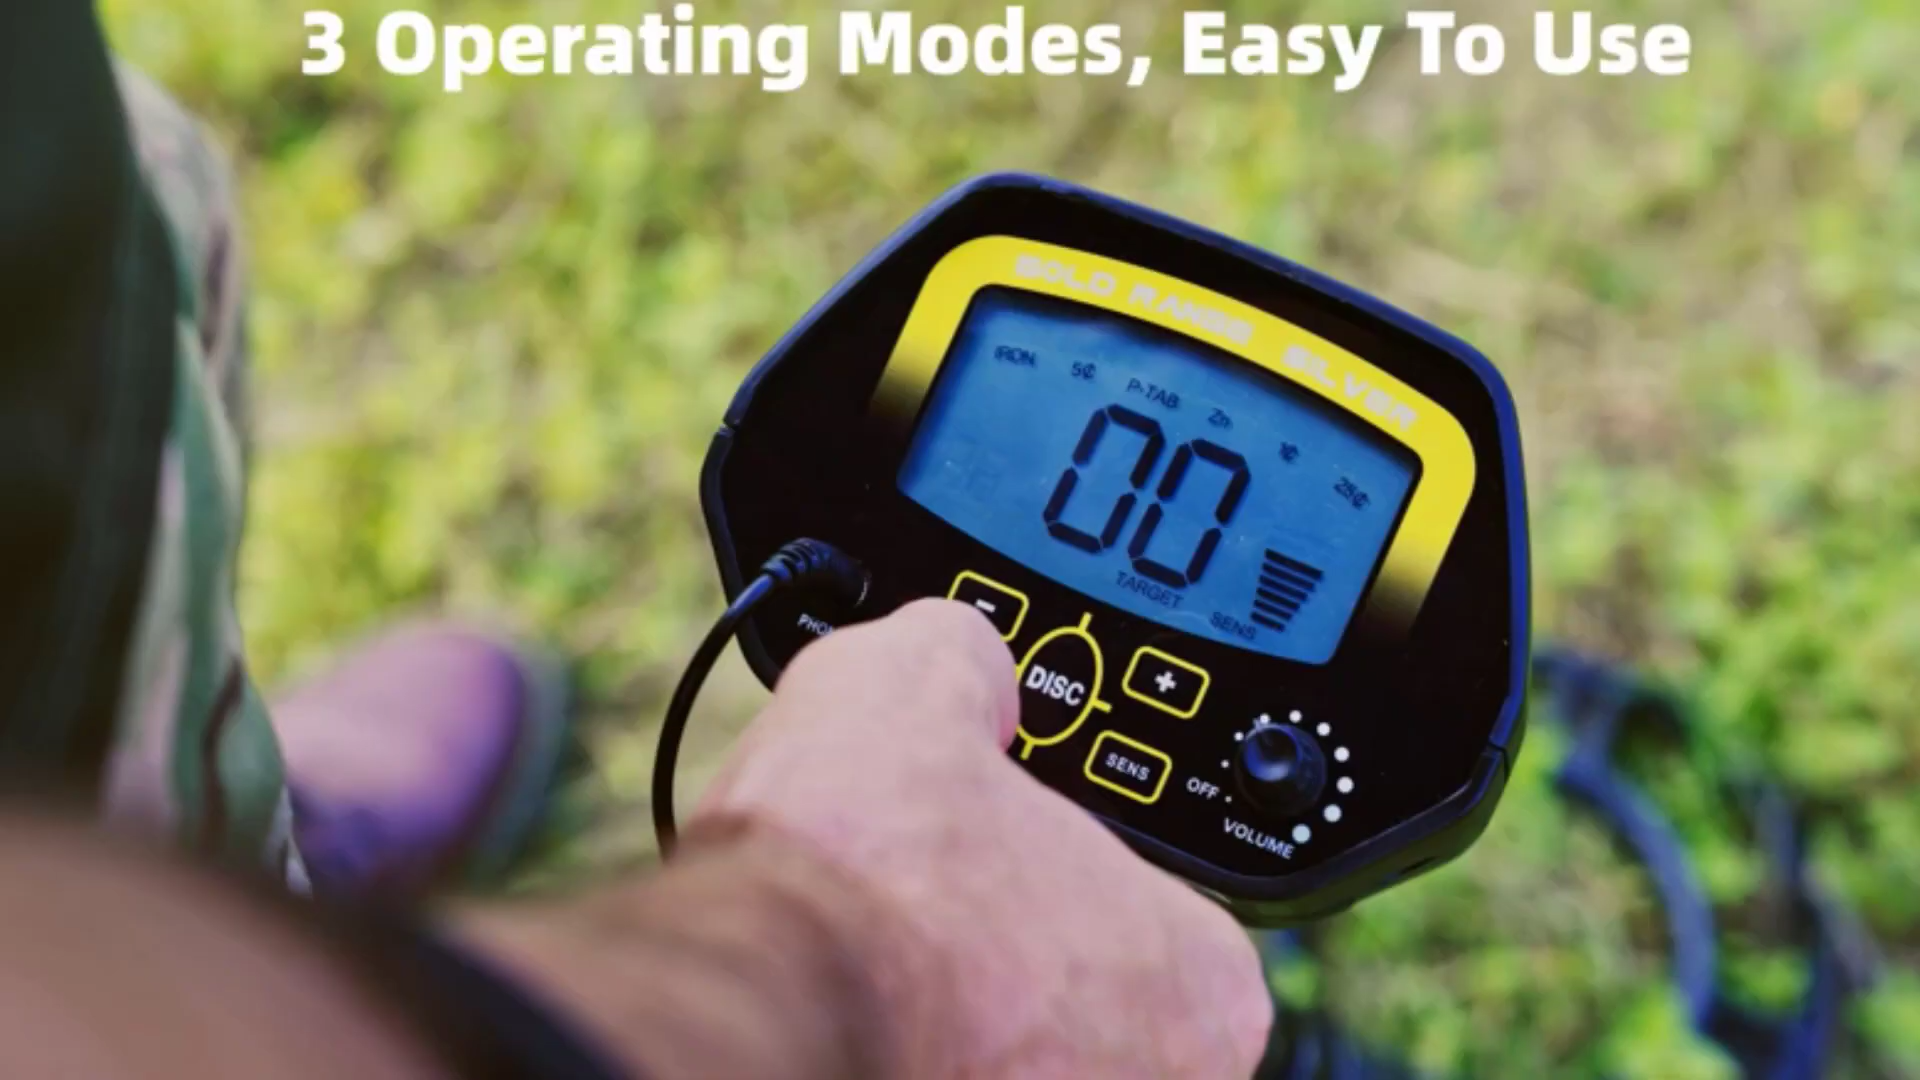 3 Operating Modes, Easy To Use
GOLD RANGE SILVER
IRON 5¢ P-TAB Zn 1¢ 25¢
00
TARGET
SENS
-
DISC
+
SENS
OFF
VOLUME